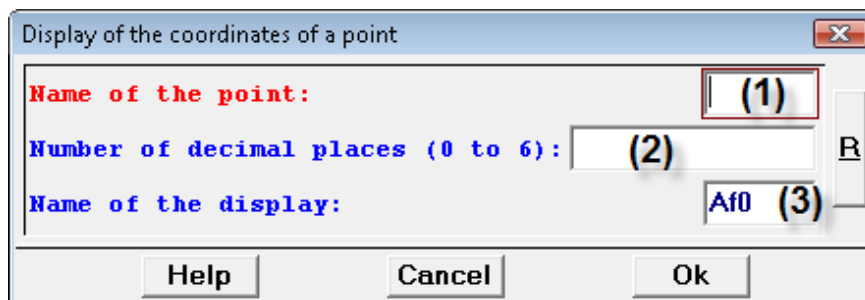 Display of the coordinates of a point
Name of the point: (1)
Number of decimal places (0 to 6): (2)
R
Name of the display: Af0 (3)
Help Cancel Ok